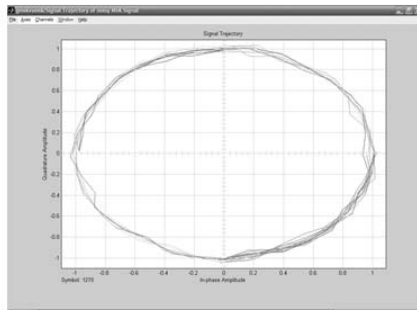 File Axes Channels Window Help
Signal Trajectory
Quadrature Amplitude
1
0.8
0.6
0.4
0.2
0
-0.2
-0.4
-0.6
-0.8
-1
-1 -0.8 -0.6 -0.4 -0.2 0 0.2 0.4 0.6 0.8 1
Symbol: 1270
In-phase Amplitude